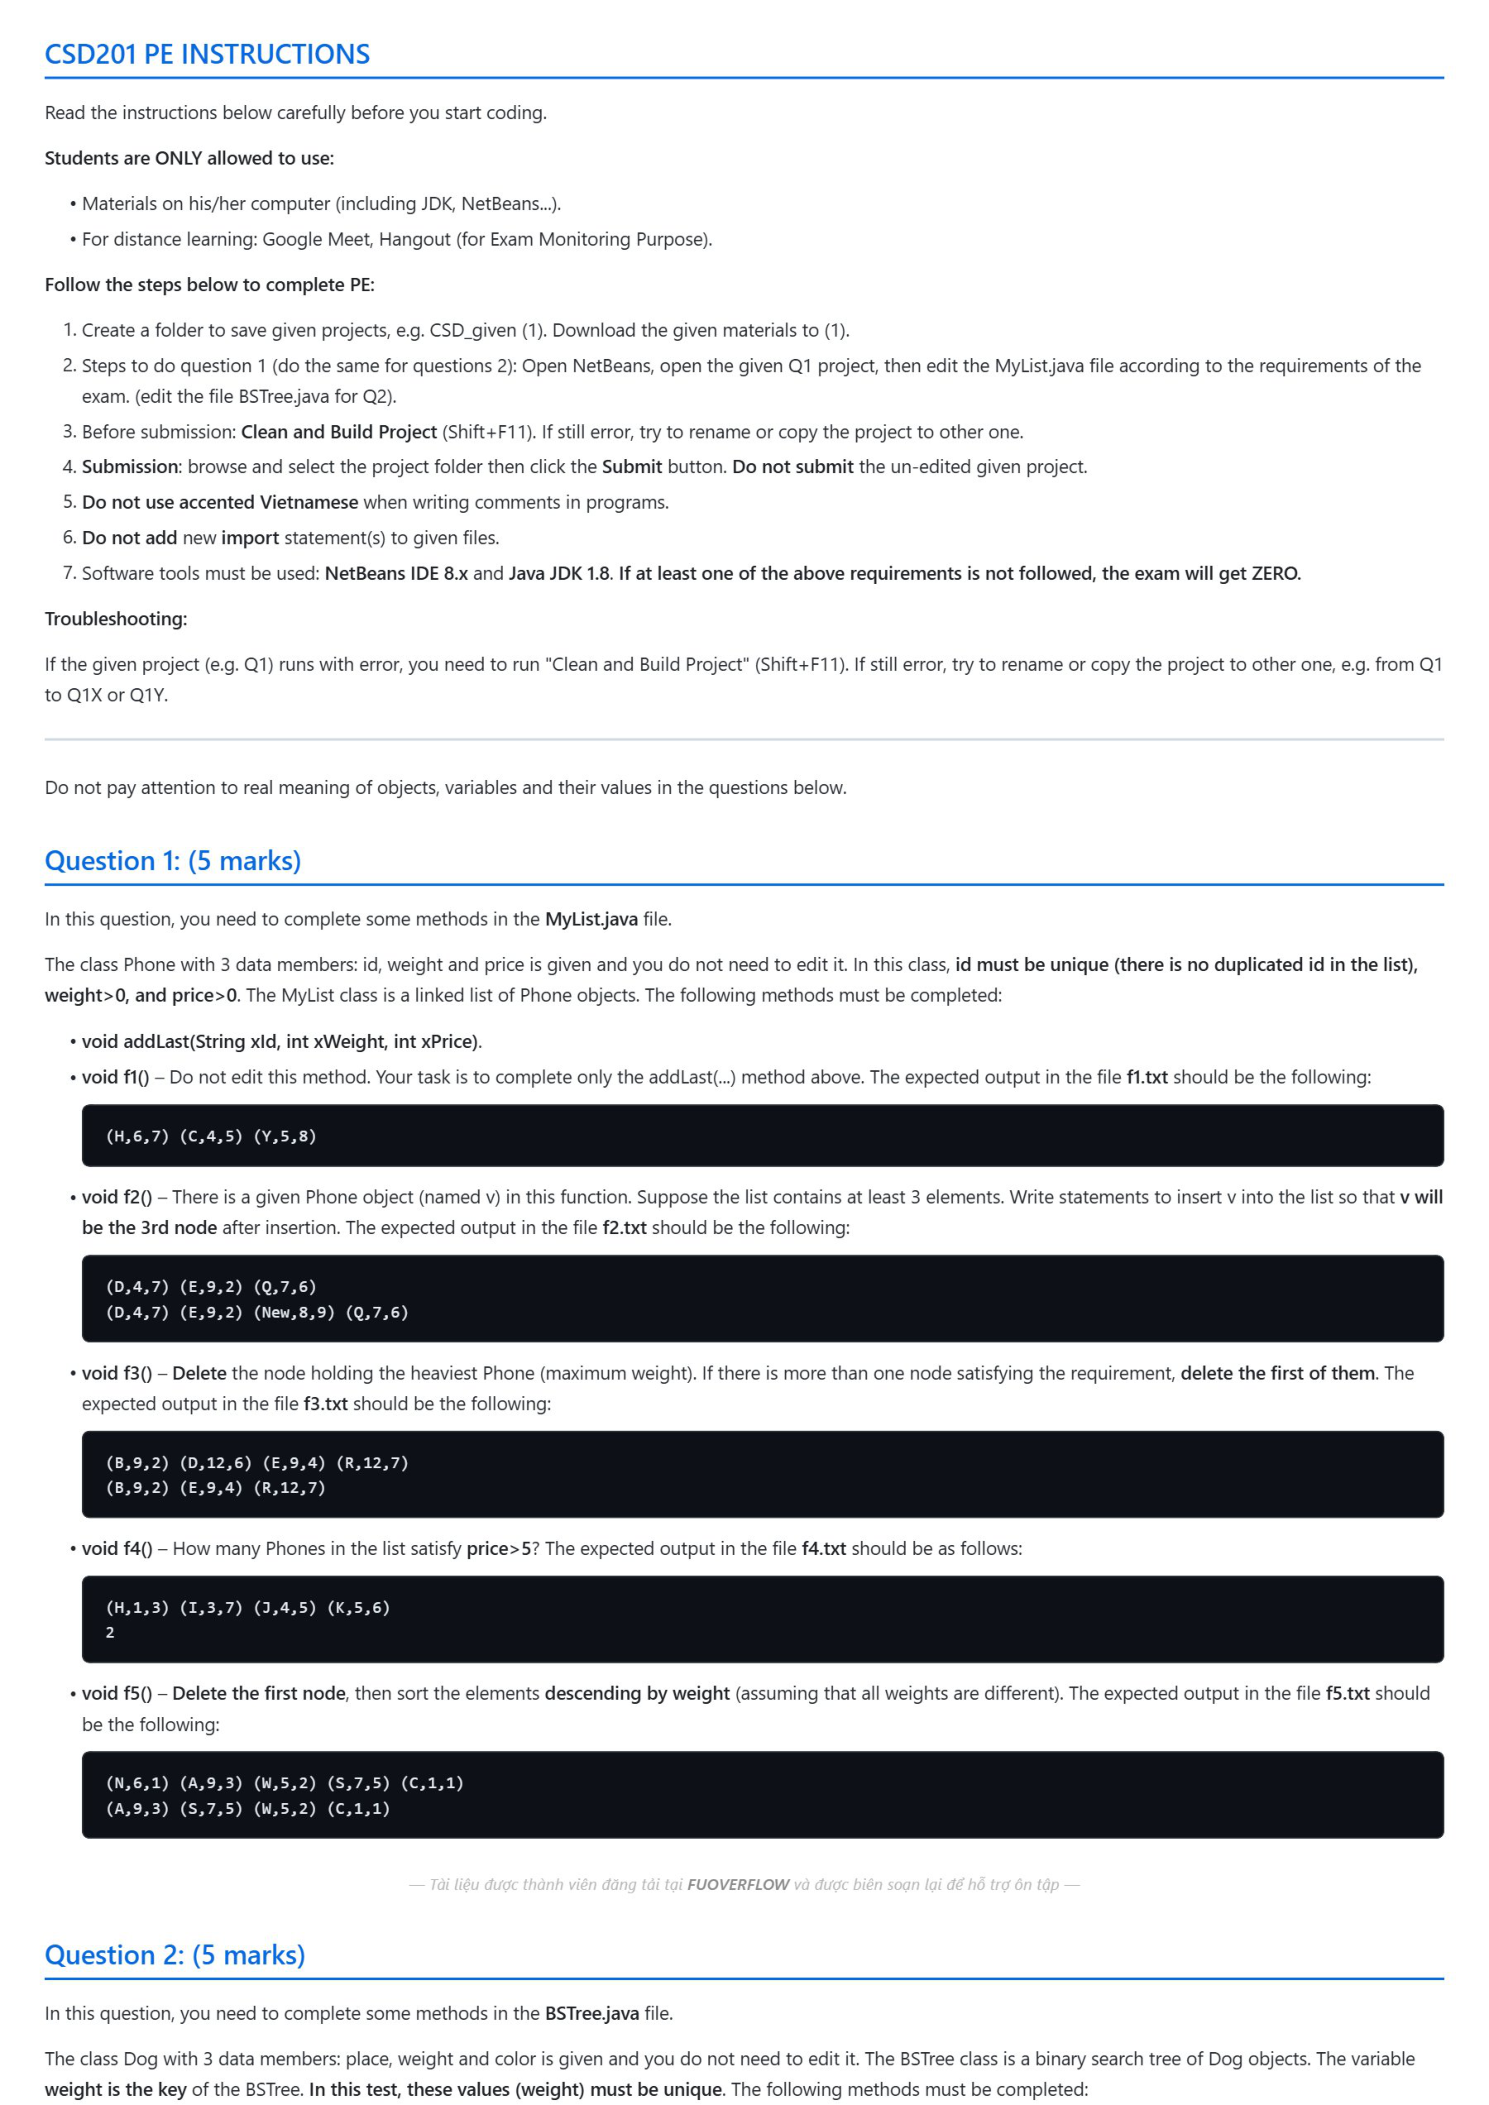 CSD201 PE INSTRUCTIONS
Read the instructions below carefully before you start coding.
Students are ONLY allowed to use:
• Materials on his/her computer (including JDK, NetBeans...).
• For distance learning: Google Meet, Hangout (for Exam Monitoring Purpose).
Follow the steps below to complete PE:
1. Create a folder to save given projects, e.g. CSD_given (1). Download the given materials to (1).
2. Steps to do question 1 (do the same for questions 2): Open NetBeans, open the given Q1 project, then edit the MyList.java file according to the requirements of the
exam. (edit the file BSTree.java for Q2).
3. Before submission: Clean and Build Project (Shift+F11). If still error, try to rename or copy the project to other one.
4. Submission: browse and select the project folder then click the Submit button. Do not submit the un-edited given project.
5. Do not use accented Vietnamese when writing comments in programs.
6. Do not add new import statement(s) to given files.
7. Software tools must be used: NetBeans IDE 8.x and Java JDK 1.8. If at least one of the above requirements is not followed, the exam will get ZERO.
Troubleshooting:
If the given project (e.g. Q1) runs with error, you need to run "Clean and Build Project" (Shift+F11). If still error, try to rename or copy the project to other one, e.g. from Q1
to Q1X or Q1Y.
Do not pay attention to real meaning of objects, variables and their values in the questions below.
Question 1: (5 marks)
In this question, you need to complete some methods in the MyList.java file.
The class Phone with 3 data members: id, weight and price is given and you do not need to edit it. In this class, id must be unique (there is no duplicated id in the list),
weight>0, and price>0. The MyList class is a linked list of Phone objects. The following methods must be completed:
• void addLast(String xId, int xWeight, int xPrice).
• void f1() – Do not edit this method. Your task is to complete only the addLast(...) method above. The expected output in the file f1.txt should be the following:
(H,6,7) (C,4,5) (Y,5,8)
• void f2() – There is a given Phone object (named v) in this function. Suppose the list contains at least 3 elements. Write statements to insert v into the list so that v will
be the 3rd node after insertion. The expected output in the file f2.txt should be the following:
(D,4,7) (E,9,2) (Q,7,6)
(D,4,7) (E,9,2) (New,8,9) (Q,7,6)
• void f3() – Delete the node holding the heaviest Phone (maximum weight). If there is more than one node satisfying the requirement, delete the first of them. The
expected output in the file f3.txt should be the following:
(B,9,2) (D,12,6) (E,9,4) (R,12,7)
(B,9,2) (E,9,4) (R,12,7)
• void f4() – How many Phones in the list satisfy price>5? The expected output in the file f4.txt should be as follows:
(H,1,3) (I,3,7) (J,4,5) (K,5,6)
2
• void f5() – Delete the first node, then sort the elements descending by weight (assuming that all weights are different). The expected output in the file f5.txt should
be the following:
(N,6,1) (A,9,3) (W,5,2) (S,7,5) (C,1,1)
(A,9,3) (S,7,5) (W,5,2) (C,1,1)
— Tài liệu được thành viên đăng tải tại FUOVERFLOW và được biên soạn lại để hỗ trợ ôn tập —
Question 2: (5 marks)
In this question, you need to complete some methods in the BSTree.java file.
The class Dog with 3 data members: place, weight and color is given and you do not need to edit it. The BSTree class is a binary search tree of Dog objects. The variable
weight is the key of the BSTree. In this test, these values (weight) must be unique. The following methods must be completed: